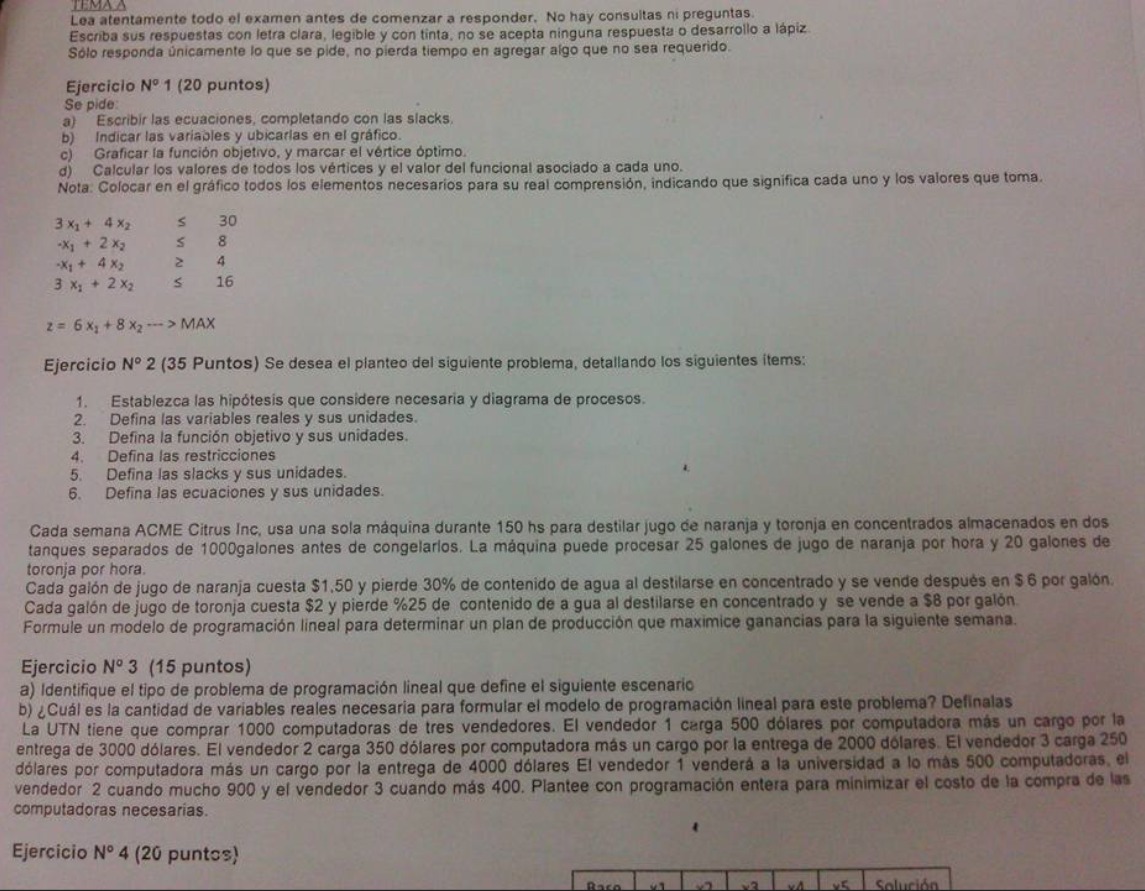 TEMA A
Lea atentamente todo el examen antes de comenzar a responder. No hay consultas ni preguntas.
Escriba sus respuestas con letra clara, legible y con tinta, no se acepta ninguna respuesta o desarrollo a lápiz.
Sólo responda únicamente lo que se pide, no pierda tiempo en agregar algo que no sea requerido.
Ejercicio Nº 1 (20 puntos)
Se pide:
a) Escribir las ecuaciones, completando con las slacks.
b) Indicar las variables y ubicarlas en el gráfico.
c) Graficar la función objetivo, y marcar el vértice óptimo.
d) Calcular los valores de todos los vértices y el valor del funcional asociado a cada uno.
Nota: Colocar en el gráfico todos los elementos necesarios para su real comprensión, indicando que significa cada uno y los valores que toma.
3 x₁ + 4 x₂ ≤ 30
-x₁ + 2 x₂ ≤ 8
-x₁ + 4 x₂ ≥ 4
3 x₁ + 2 x₂ ≤ 16
z = 6 x₁ + 8 x₂ --- > MAX
Ejercicio Nº 2 (35 Puntos) Se desea el planteo del siguiente problema, detallando los siguientes ítems:
1. Establezca las hipótesis que considere necesaria y diagrama de procesos.
2. Defina las variables reales y sus unidades.
3. Defina la función objetivo y sus unidades.
4. Defina las restricciones
5. Defina las slacks y sus unidades.
6. Defina las ecuaciones y sus unidades.
Cada semana ACME Citrus Inc, usa una sola máquina durante 150 hs para destilar jugo de naranja y toronja en concentrados almacenados en dos
tanques separados de 1000galones antes de congelarlos. La máquina puede procesar 25 galones de jugo de naranja por hora y 20 galones de
toronja por hora.
Cada galón de jugo de naranja cuesta $1,50 y pierde 30% de contenido de agua al destilarse en concentrado y se vende después en $ 6 por galón.
Cada galón de jugo de toronja cuesta $2 y pierde %25 de contenido de a gua al destilarse en concentrado y se vende a $8 por galón.
Formule un modelo de programación lineal para determinar un plan de producción que maximice ganancias para la siguiente semana.
Ejercicio Nº 3 (15 puntos)
a) Identifique el tipo de problema de programación lineal que define el siguiente escenario
b) ¿Cuál es la cantidad de variables reales necesaria para formular el modelo de programación lineal para este problema? Definalas
La UTN tiene que comprar 1000 computadoras de tres vendedores. El vendedor 1 carga 500 dólares por computadora más un cargo por la
entrega de 3000 dólares. El vendedor 2 carga 350 dólares por computadora más un cargo por la entrega de 2000 dólares. El vendedor 3 carga 250
dólares por computadora más un cargo por la entrega de 4000 dólares El vendedor 1 venderá a la universidad a lo más 500 computadoras, el
vendedor 2 cuando mucho 900 y el vendedor 3 cuando más 400. Plantee con programación entera para minimizar el costo de la compra de las
computadoras necesarias.
Ejercicio Nº 4 (20 puntos)
Base x1 x2 x3 x4 x5 Solución